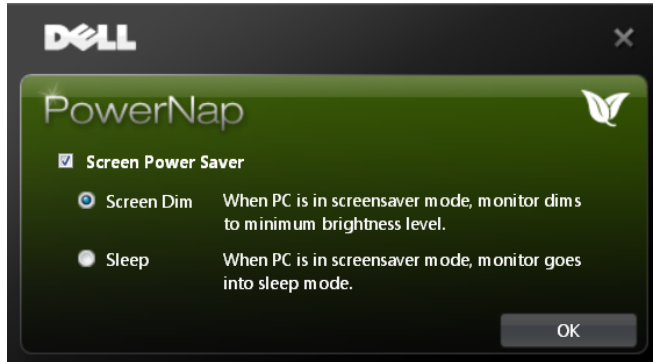 DELL
PowerNap
Screen Power Saver
Screen Dim When PC is in screensaver mode, monitor dims
to minimum brightness level.
Sleep When PC is in screensaver mode, monitor goes
into sleep mode.
OK